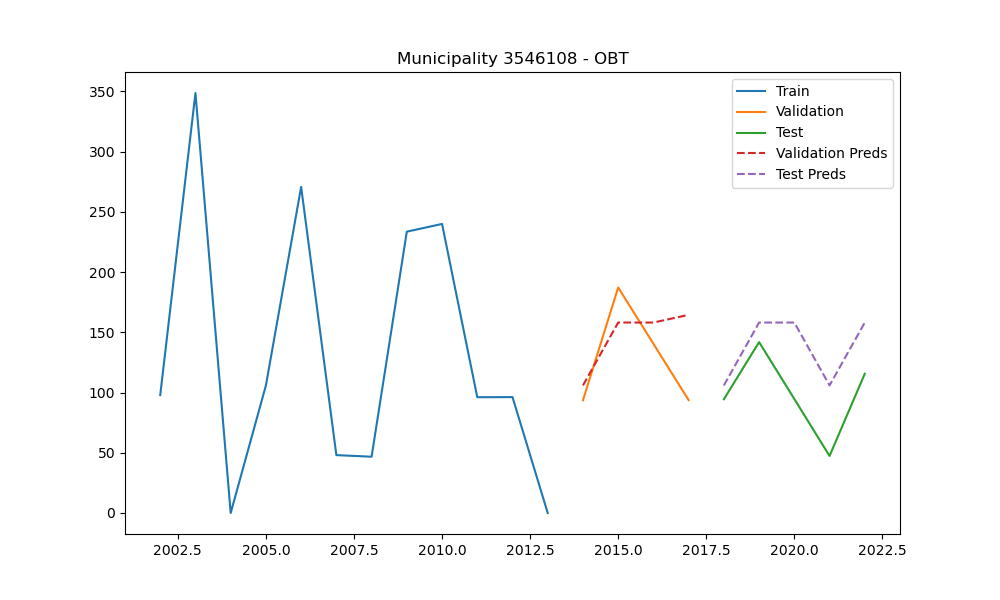 Municipality 3546108 - OBT
Train
Validation
Test
Validation Preds
Test Preds
350
300
250
200
150
100
50
0
2002.5 2005.0 2007.5 2010.0 2012.5 2015.0 2017.5 2020.0 2022.5